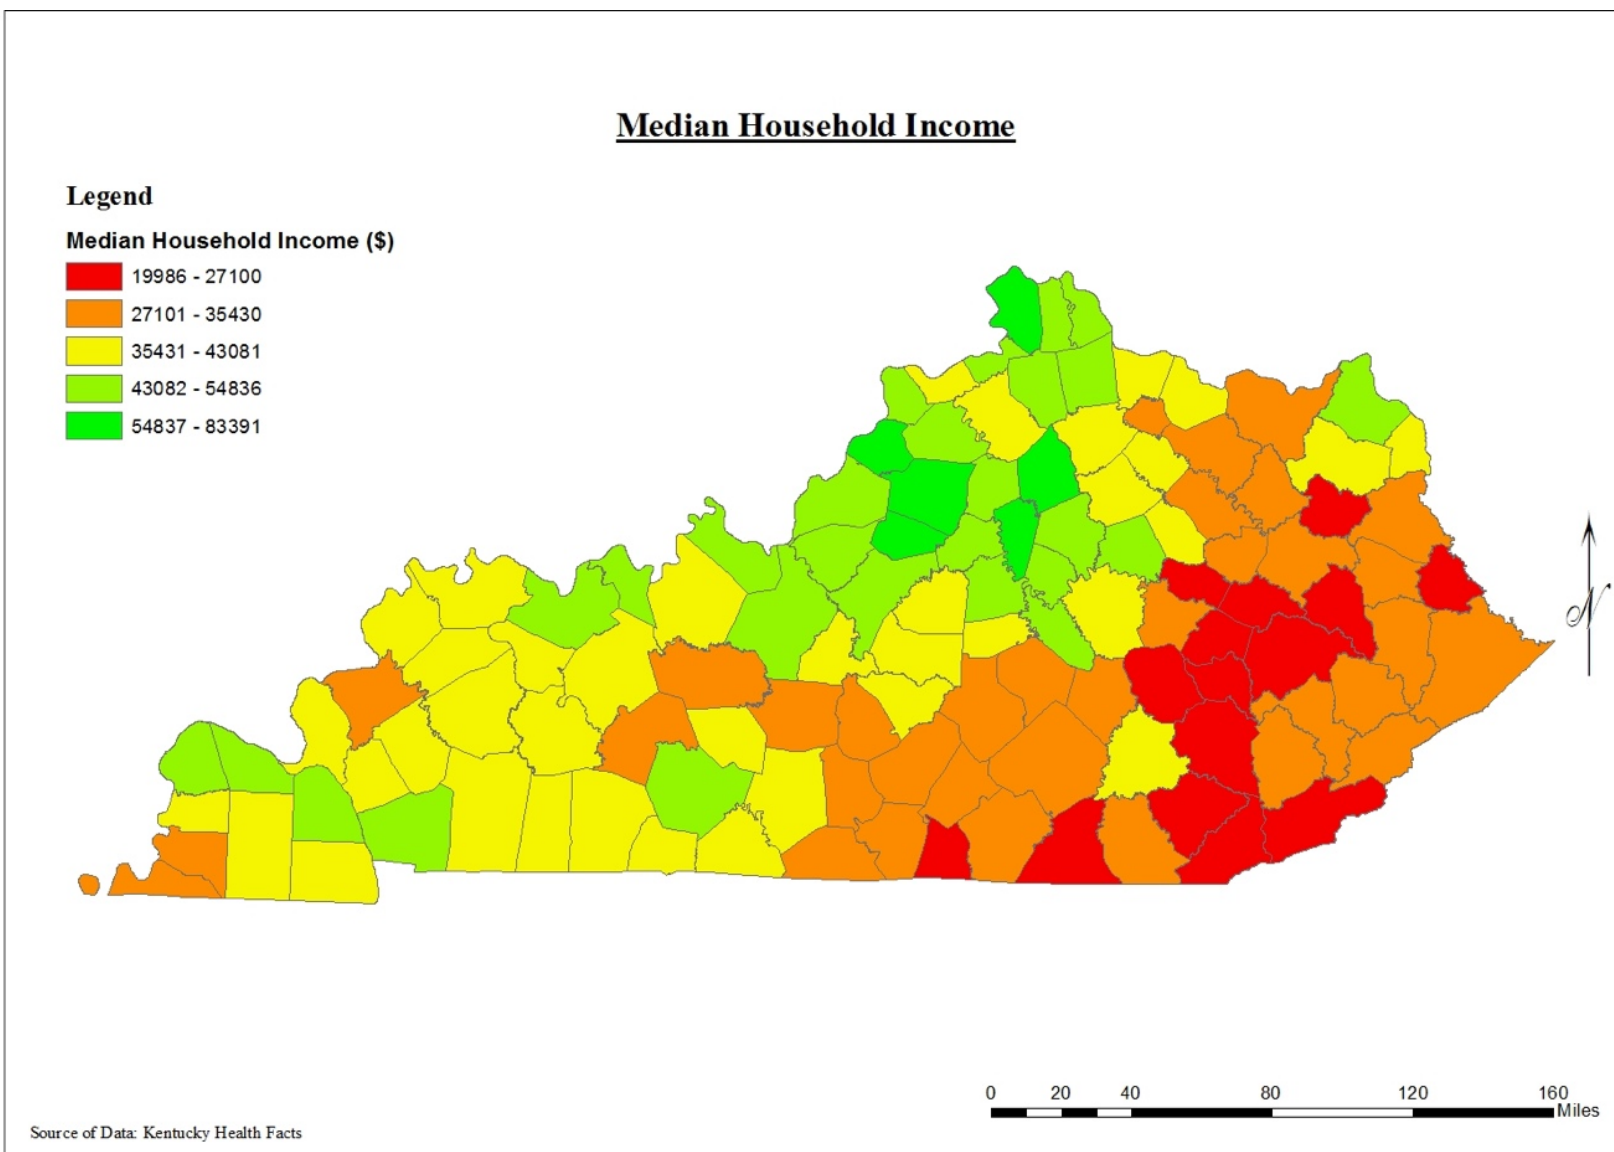 Median Household Income
Legend
Median Household Income ($)
19986 - 27100
27101 - 35430
35431 - 43081
43082 - 54836
54837 - 83391
N
0 20 40 80 120 160
Miles
Source of Data: Kentucky Health Facts